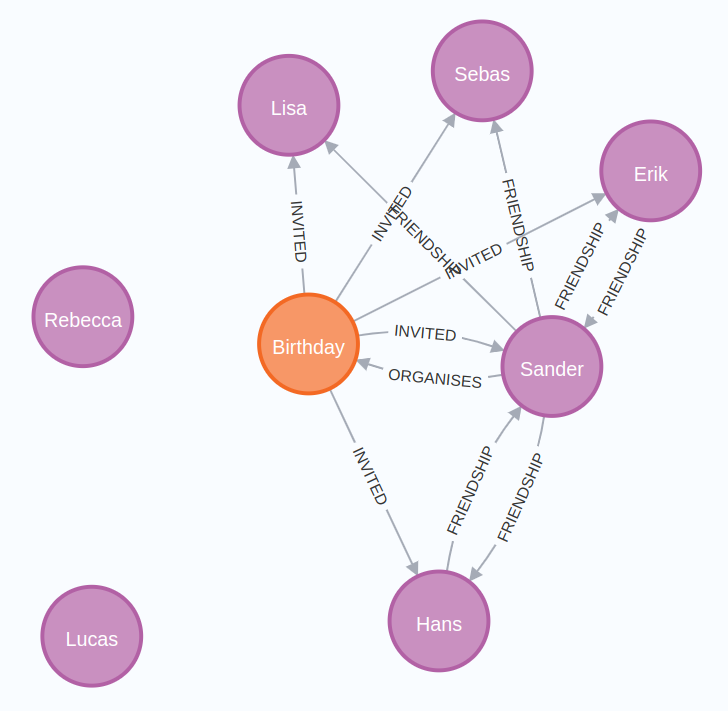 Sebas
Lisa
Erik
INVITED
FRIENDSHIP
INVITED
FRIENDSHIP
INVITED
FRIENDSHIP
FRIENDSHIP
Rebecca
Birthday
INVITED
Sander
ORGANISES
INVITED
FRIENDSHIP
FRIENDSHIP
Hans
Lucas